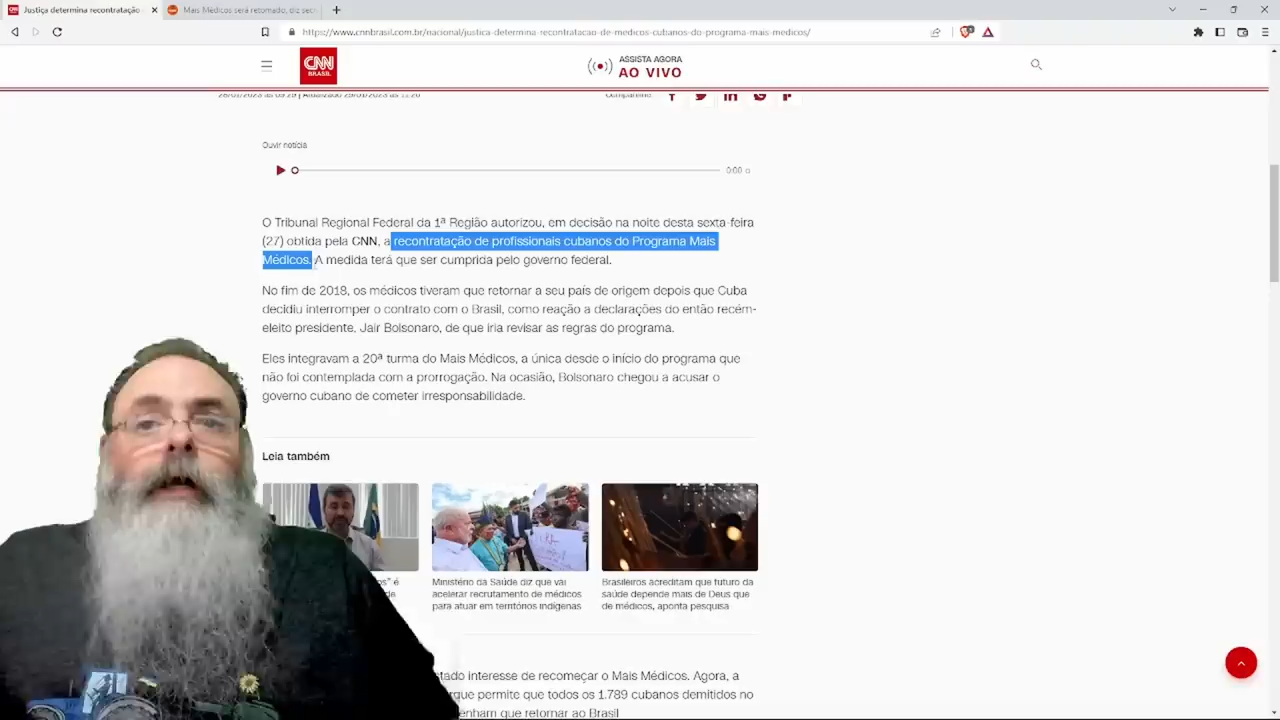 Justiça determina recontratação
Mais Médicos será retomado, diz secr
https://www.cnnbrasil.com.br/nacional/justica-determina-recontratacao-de-medicos-cubanos-do-programa-mais-medicos/
CNN
BRASIL
ASSISTA AGORA
AO VIVO
28/01/2023 às 09:29 | Atualizado 29/01/2023 às 11:20
Compartilhe:
Ouvir notícia
0:00
O Tribunal Regional Federal da 1ª Região autorizou, em decisão na noite desta sexta-feira
(27) obtida pela CNN, a recontratação de profissionais cubanos do Programa Mais
Médicos. A medida terá que ser cumprida pelo governo federal.
No fim de 2018, os médicos tiveram que retornar a seu país de origem depois que Cuba
decidiu interromper o contrato com o Brasil, como reação a declarações do então recém-
eleito presidente, Jair Bolsonaro, de que iria revisar as regras do programa.
Eles integravam a 20ª turma do Mais Médicos, a única desde o início do programa que
não foi contemplada com a prorrogação. Na ocasião, Bolsonaro chegou a acusar o
governo cubano de cometer irresponsabilidade.
Leia também
os" é
de
Ministério da Saúde diz que vai
acelerar recrutamento de médicos
para atuar em territórios indígenas
Brasileiros acreditam que futuro da
saúde depende mais de Deus que
de médicos, aponta pesquisa
tado interesse de recomeçar o Mais Médicos. Agora, a
rque permite que todos os 1.789 cubanos demitidos no
enham que retornar ao Brasil